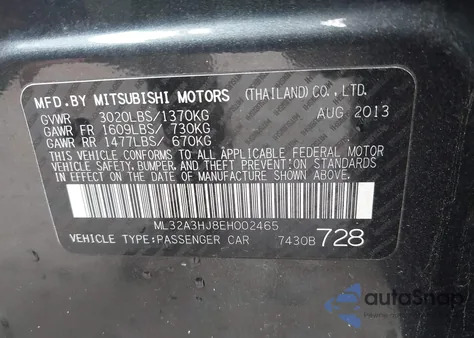 MFD.BY MITSUBISHI MOTORS (THAILAND) CO., LTD.
GVWR 3020LBS/1370KG AUG 2013
GAWR FR 1609LBS/ 730KG
GAWR RR 1477LBS/ 670KG
THIS VEHICLE CONFORMS TO ALL APPLICABLE FEDERAL MOTOR
VEHICLE SAFETY, BUMPER, AND THEFT PREVENTION STANDARDS
IN EFFECT ON THE DATE OF MANUFACTURE SHOWN ABOVE.
ML32A3HJ8EH002465
VEHICLE TYPE:PASSENGER CAR 7430B 728
autoSnap